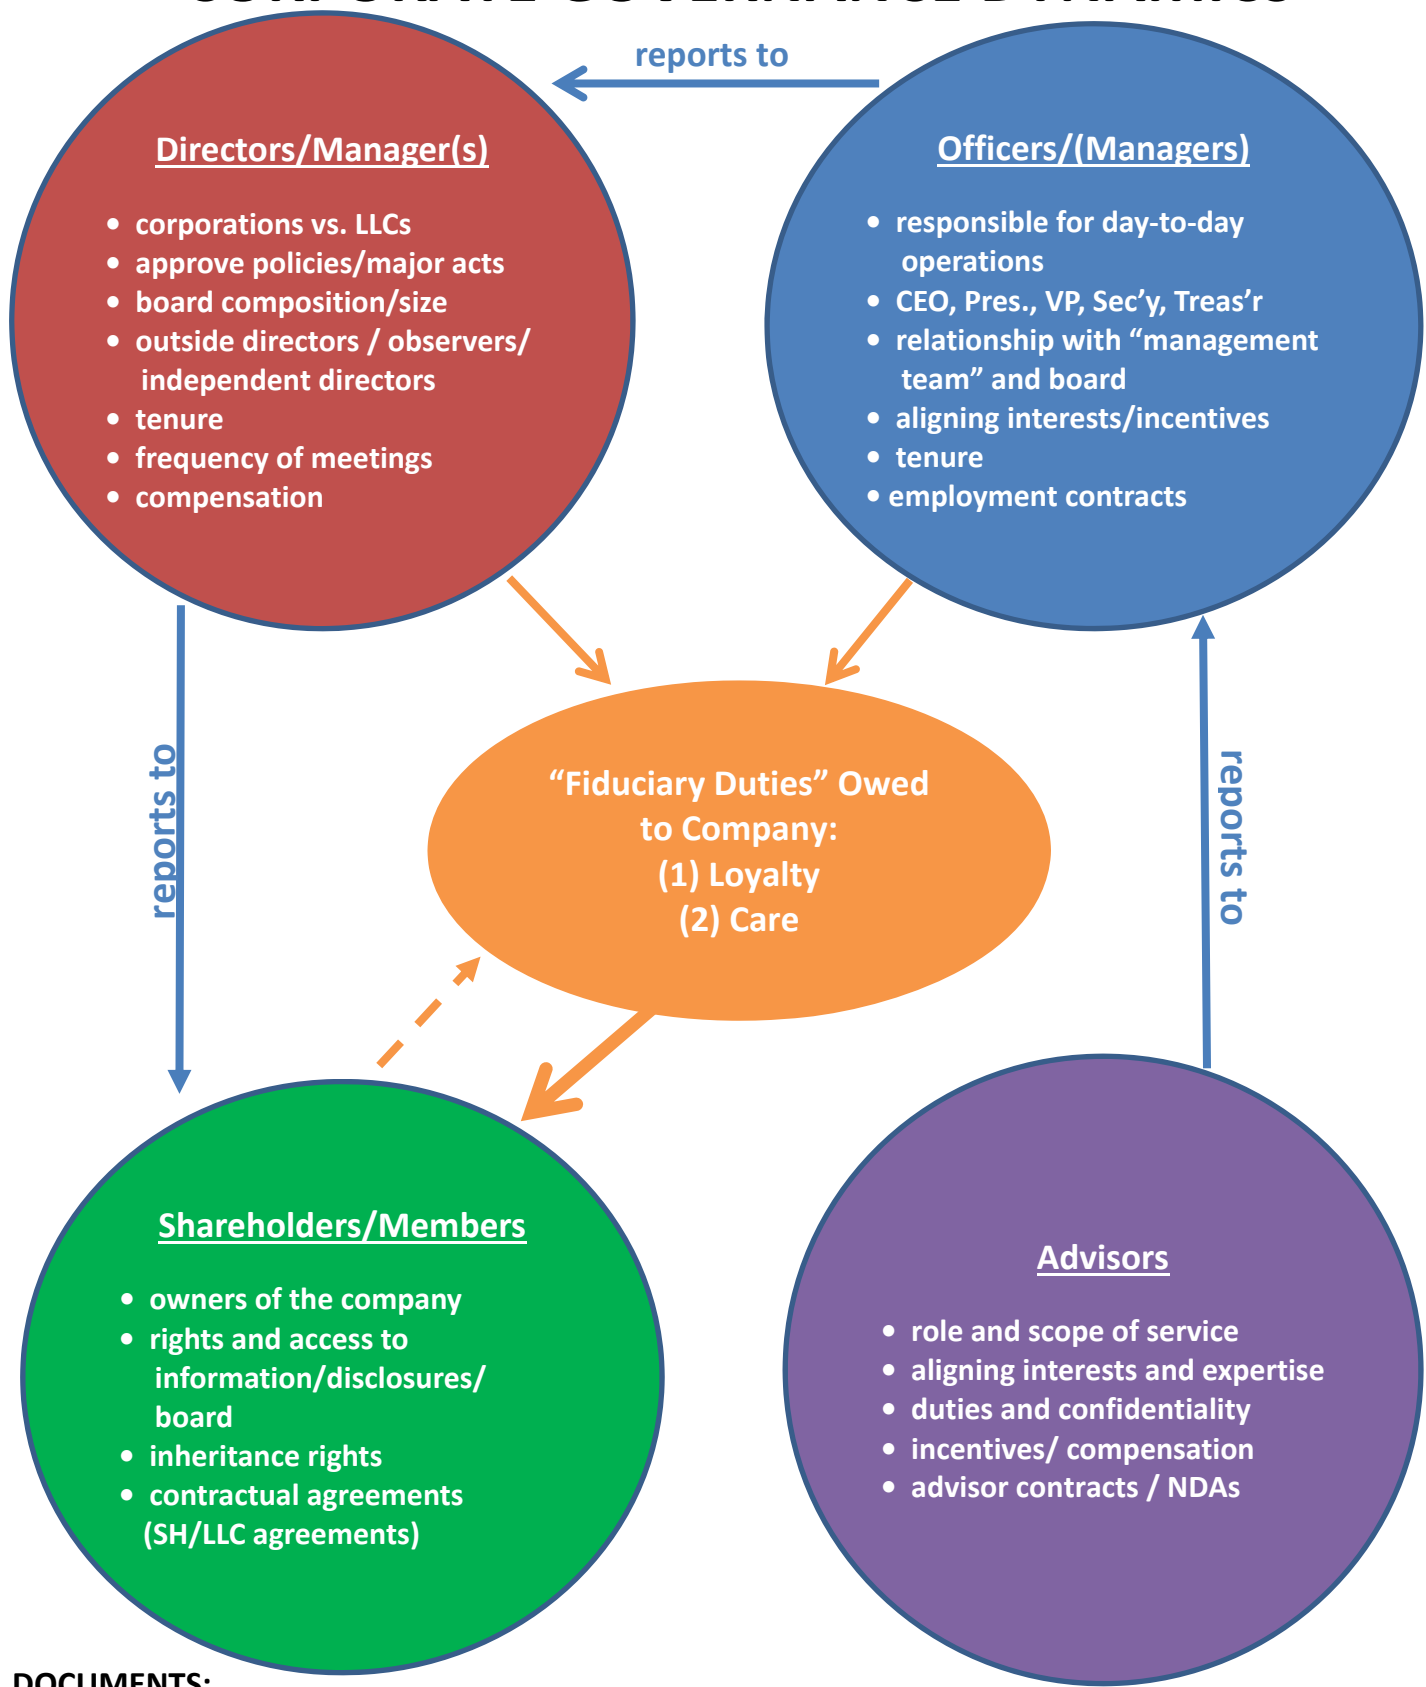 CORPORATE GOVERNANCE DYNAMICS
reports to
Directors/Manager(s)
• corporations vs. LLCs
• approve policies/major acts
• board composition/size
• outside directors / observers/
independent directors
• tenure
• frequency of meetings
• compensation
Officers/(Managers)
• responsible for day-to-day
operations
• CEO, Pres., VP, Sec’y, Treas’r
• relationship with “management
team” and board
• aligning interests/incentives
• tenure
• employment contracts
reports to
“Fiduciary Duties” Owed
to Company:
(1) Loyalty
(2) Care
reports to
Shareholders/Members
• owners of the company
• rights and access to
information/disclosures/
board
• inheritance rights
• contractual agreements
(SH/LLC agreements)
Advisors
• role and scope of service
• aligning interests and expertise
• duties and confidentiality
• incentives/ compensation
• advisor contracts / NDAs
DOCUMENTS: